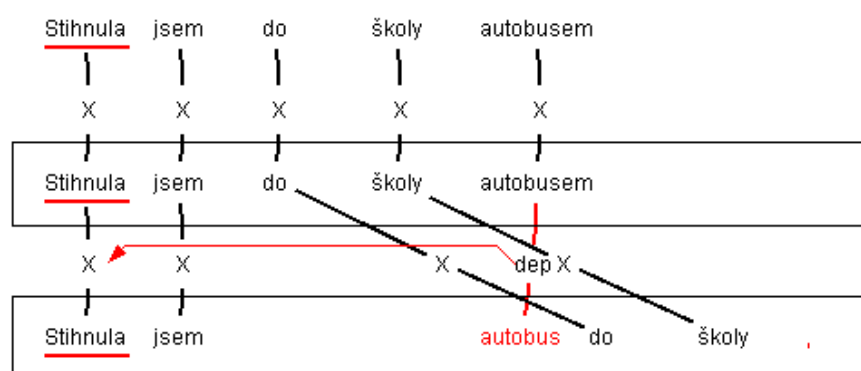 Stihnula jsem do školy autobusem
X X X X X
Stihnula jsem do školy autobusem
X X X dep X
Stihnula jsem autobus do školy .